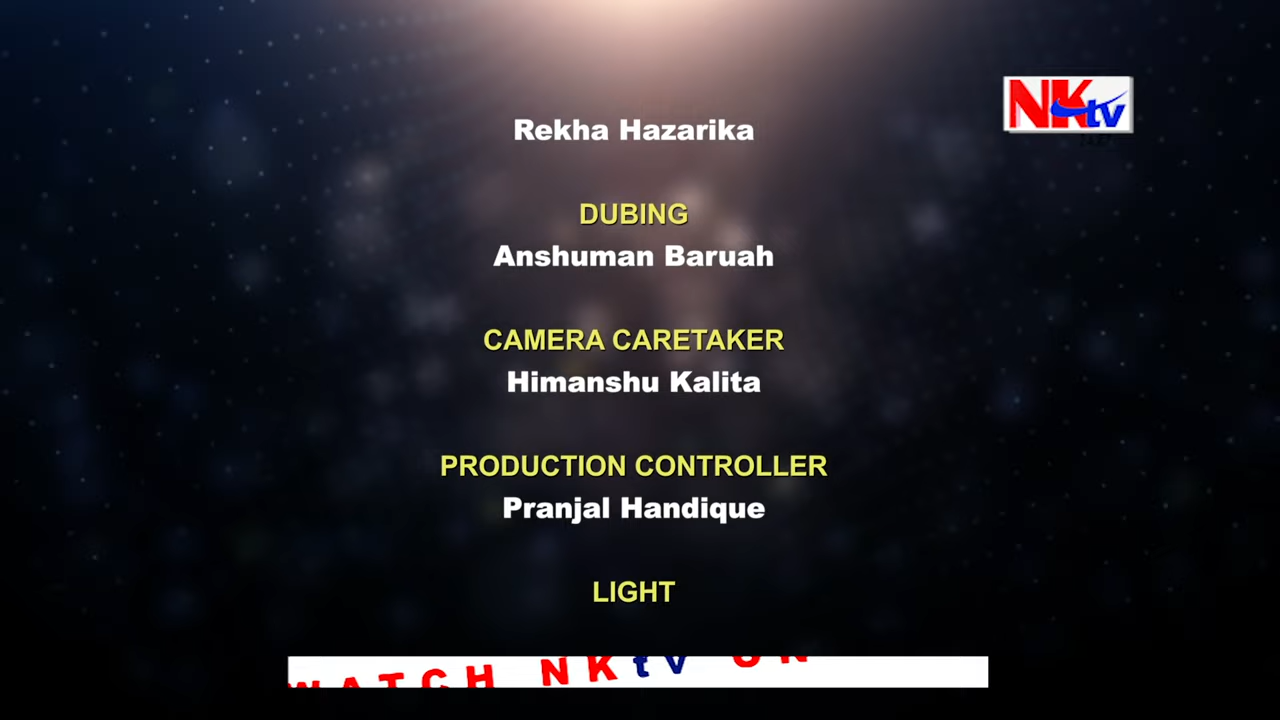 NKtv
Rekha Hazarika
DUBING
Anshuman Baruah
CAMERA CARETAKER
Himanshu Kalita
PRODUCTION CONTROLLER
Pranjal Handique
LIGHT
WATCH NKtv ON